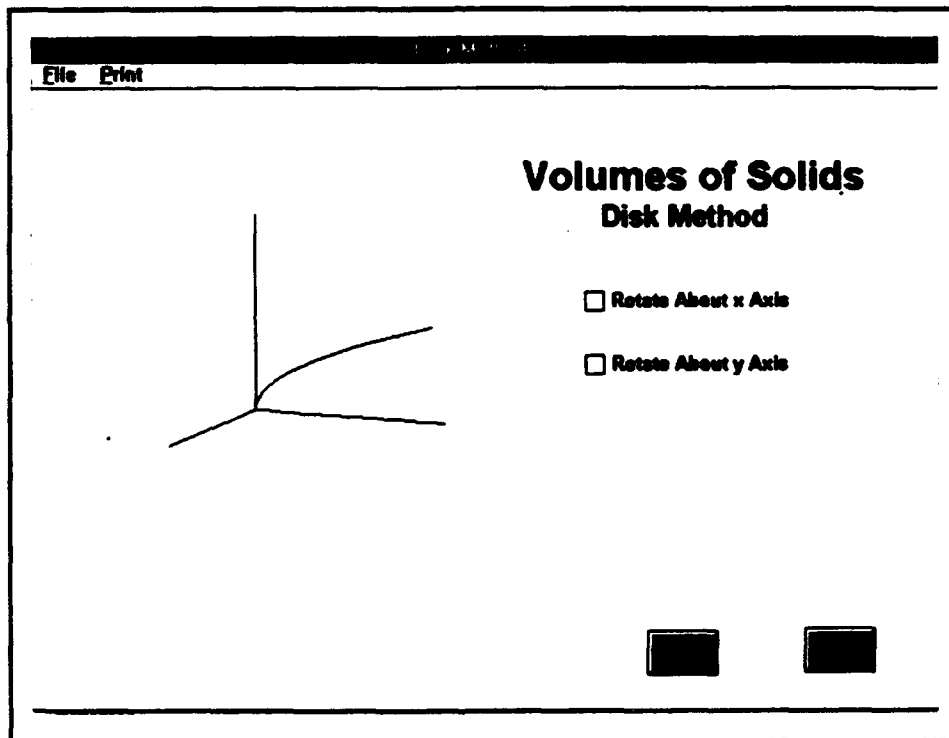 File Print
Volumes of Solids
Disk Method
Rotate About x Axis
Rotate About y Axis